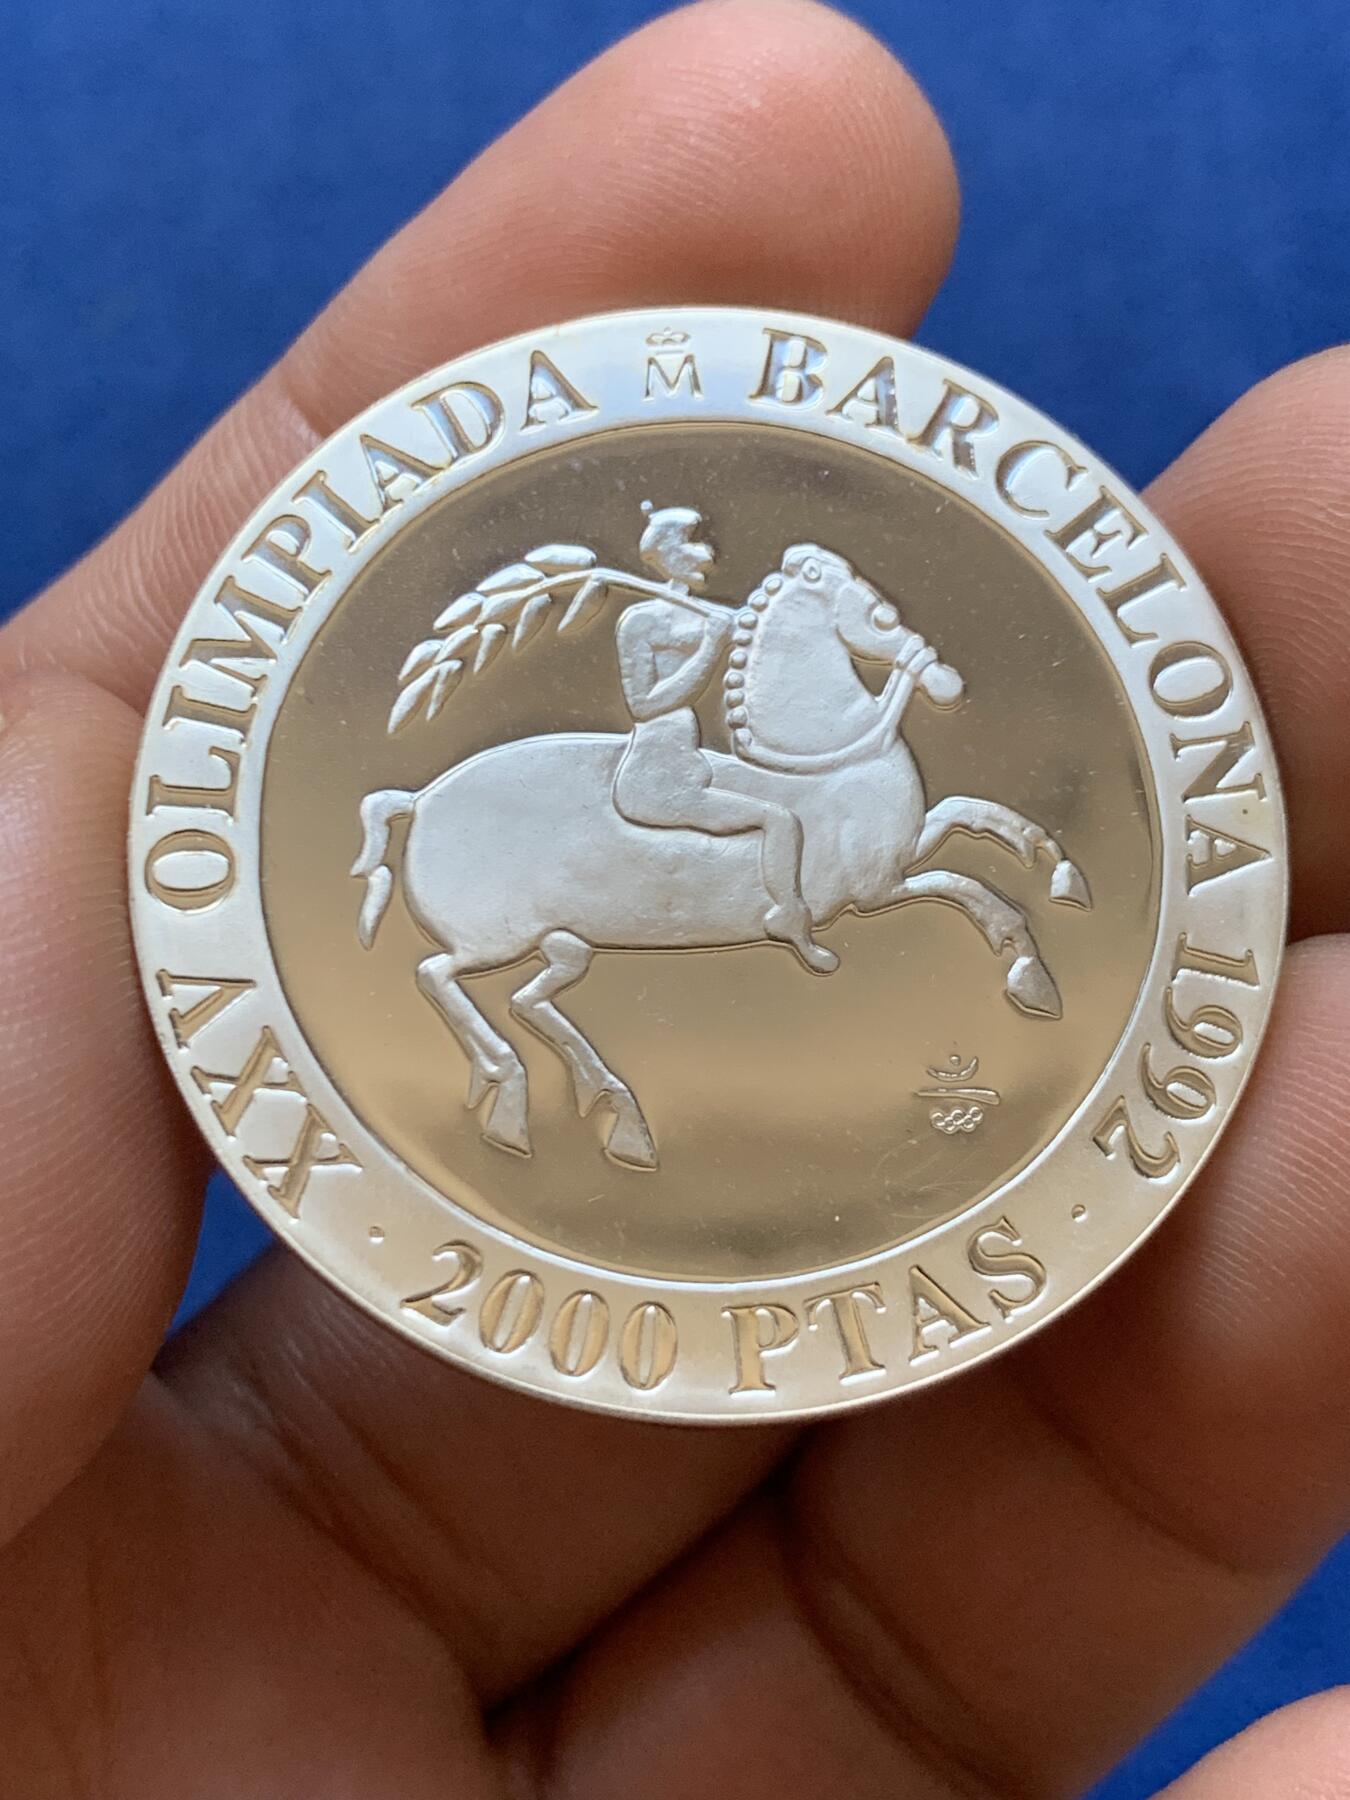 XXV OLIMPIADA M BARCELONA 1992
· 2000 PTAS ·